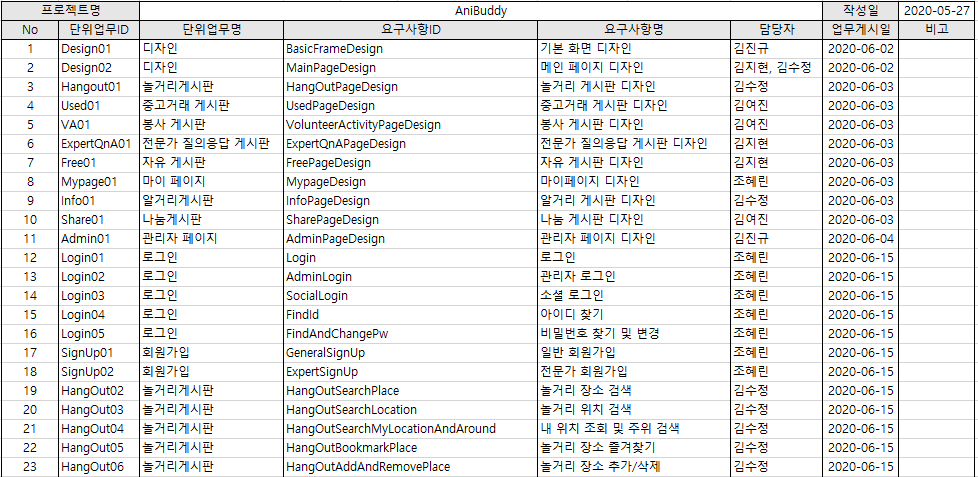 프로젝트명 AniBuddy 작성일 2020-05-27
No 단위업무ID 단위업무명 요구사항ID 요구사항명 담당자 업무게시일 비고
1 Design01 디자인 BasicFrameDesign 기본 화면 디자인 김진규 2020-06-02
2 Design02 디자인 MainPageDesign 메인 페이지 디자인 김지현, 김수정 2020-06-02
3 Hangout01 놀거리게시판 HangOutPageDesign 놀거리 게시판 디자인 김수정 2020-06-03
4 Used01 중고거래 게시판 UsedPageDesign 중고거래 게시판 디자인 김여진 2020-06-03
5 VA01 봉사 게시판 VolunteerActivityPageDesign 봉사 게시판 디자인 김여진 2020-06-03
6 ExpertQnA01 전문가 질의응답 게시판 ExpertQnAPageDesign 전문가 질의응답 게시판 디자인 김지현 2020-06-03
7 Free01 자유 게시판 FreePageDesign 자유 게시판 디자인 김지현 2020-06-03
8 Mypage01 마이 페이지 MypageDesign 마이페이지 디자인 조혜린 2020-06-03
9 Info01 알거리게시판 InfoPageDesign 알거리 게시판 디자인 김수정 2020-06-03
10 Share01 나눔게시판 SharePageDesign 나눔 게시판 디자인 김여진 2020-06-03
11 Admin01 관리자 페이지 AdminPageDesign 관리자 페이지 디자인 김진규 2020-06-04
12 Login01 로그인 Login 로그인 조혜린 2020-06-15
13 Login02 로그인 AdminLogin 관리자 로그인 조혜린 2020-06-15
14 Login03 로그인 SocialLogin 소셜 로그인 조혜린 2020-06-15
15 Login04 로그인 FindId 아이디 찾기 조혜린 2020-06-15
16 Login05 로그인 FindAndChangePw 비밀번호 찾기 및 변경 조혜린 2020-06-15
17 SignUp01 회원가입 GeneralSignUp 일반 회원가입 조혜린 2020-06-15
18 SignUp02 회원가입 ExpertSignUp 전문가 회원가입 조혜린 2020-06-15
19 HangOut02 놀거리게시판 HangOutSearchPlace 놀거리 장소 검색 김수정 2020-06-15
20 HangOut03 놀거리게시판 HangOutSearchLocation 놀거리 위치 검색 김수정 2020-06-15
21 HangOut04 놀거리게시판 HangOutSearchMyLocationAndAround 내 위치 조회 및 주위 검색 김수정 2020-06-15
22 HangOut05 놀거리게시판 HangOutBookmarkPlace 놀거리 장소 즐겨찾기 김수정 2020-06-15
23 HangOut06 놀거리게시판 HangOutAddAndRemovePlace 놀거리 장소 추가/삭제 김수정 2020-06-15